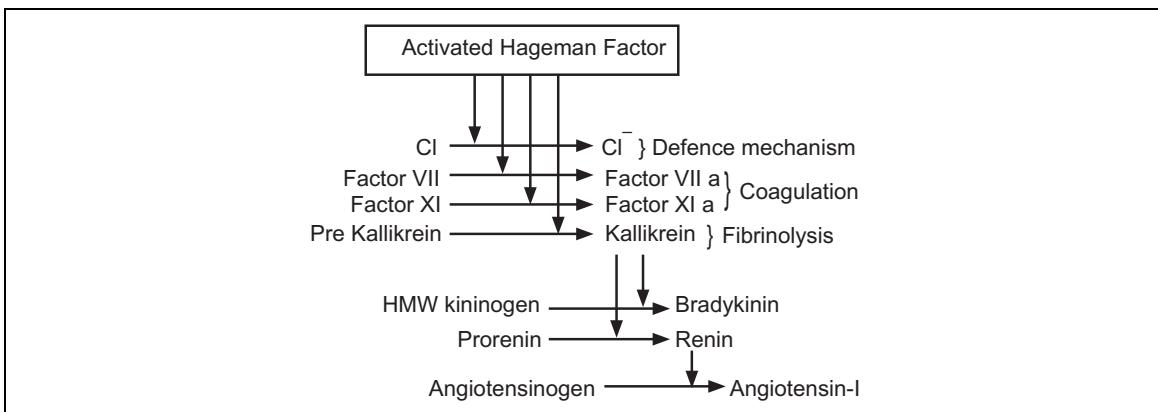 Activated Hageman Factor
CI CI¯ } Defence mechanism
Factor VII Factor VII a
Factor XI Factor XI a } Coagulation
Pre Kallikrein Kallikrein } Fibrinolysis
HMW kininogen Bradykinin
Prorenin Renin
Angiotensinogen Angiotensin-I